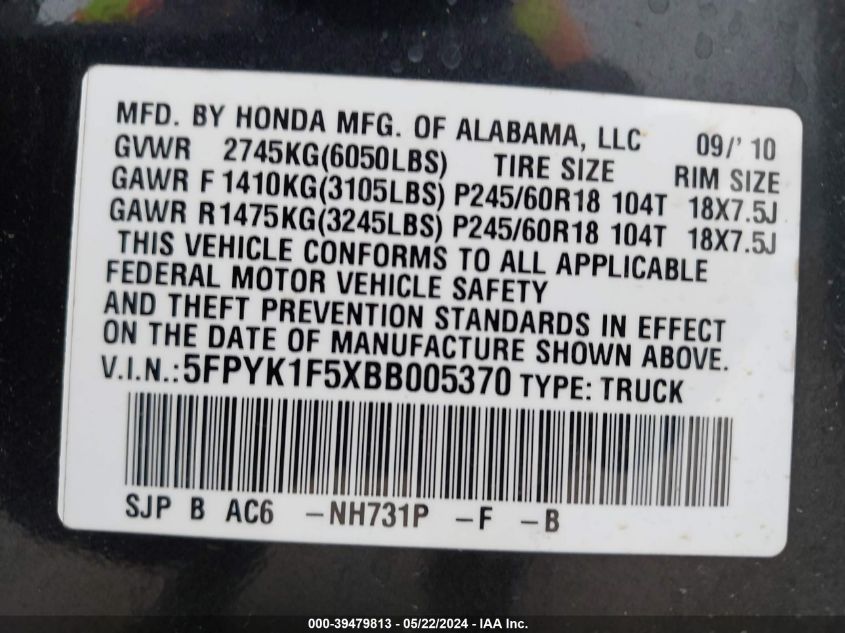 MFD. BY HONDA MFG. OF ALABAMA, LLC 09/' 10
GVWR 2745KG(6050LBS) TIRE SIZE RIM SIZE
GAWR F 1410KG(3105LBS) P245/60R18 104T 18X7.5J
GAWR R 1475KG(3245LBS) P245/60R18 104T 18X7.5J
THIS VEHICLE CONFORMS TO ALL APPLICABLE
FEDERAL MOTOR VEHICLE SAFETY
AND THEFT PREVENTION STANDARDS IN EFFECT
ON THE DATE OF MANUFACTURE SHOWN ABOVE.
V.I.N.: 5FPYK1F5XBB005370 TYPE: TRUCK
SJP B AC6 -NH731P -F -B
000-39479813 - 05/22/2024 - IAAI Inc.